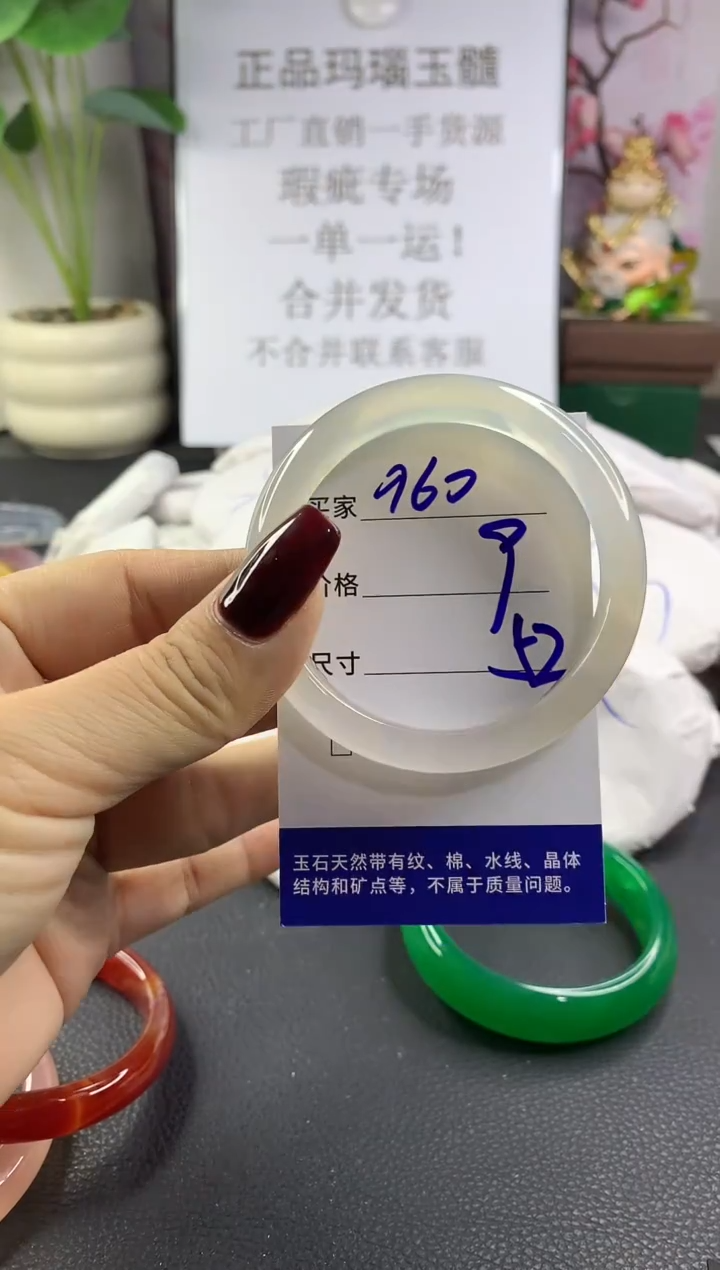 正品玛瑙玉髓
工厂直销一手货源
瑕疵专场
一单一运！
合并发货
不合并联系客服
买家 960
价格
尺寸
玉石天然带有纹、棉、水线、晶体
结构和矿点等，不属于质量问题。